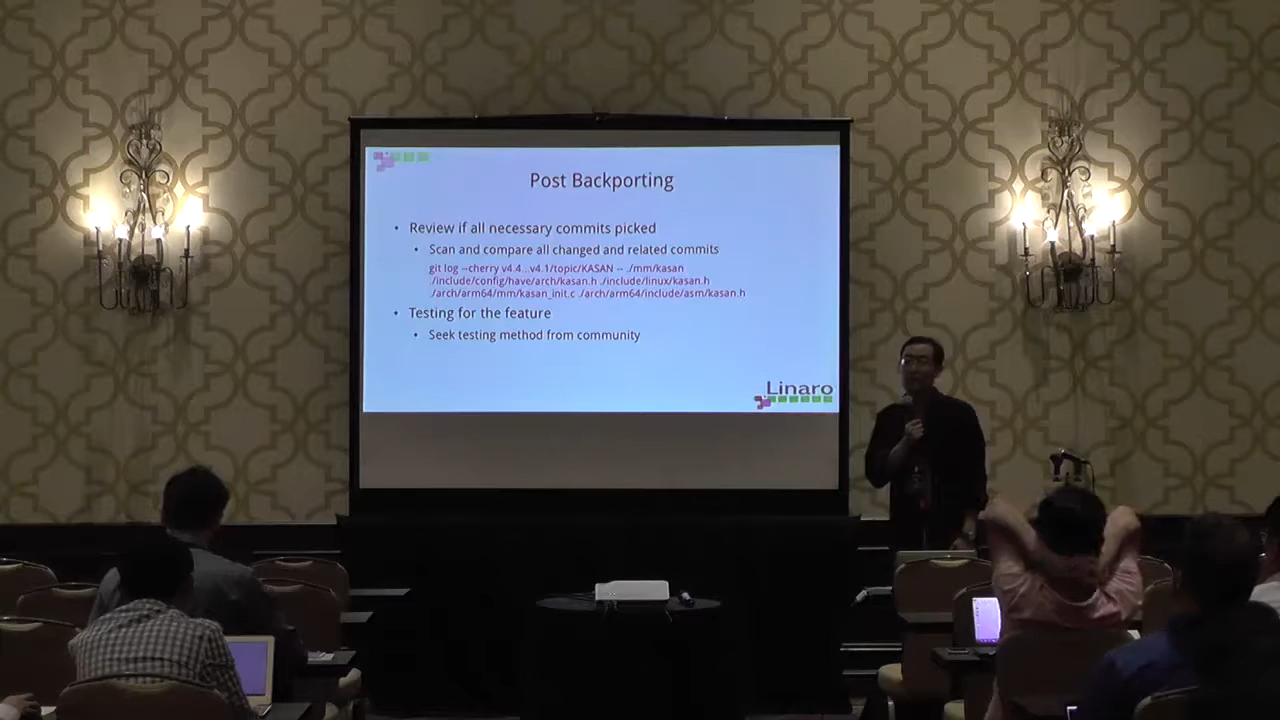 Post Backporting
• Review if all necessary commits picked
• Scan and compare all changed and related commits
git log --cherry v4.4...v4.1/topic/KASAN -- ./mm/kasan
./include/config/have/arch/kasan.h ./include/linux/kasan.h
./arch/arm64/mm/kasan_init.c ./arch/arm64/include/asm/kasan.h
• Testing for the feature
• Seek testing method from community
Linaro